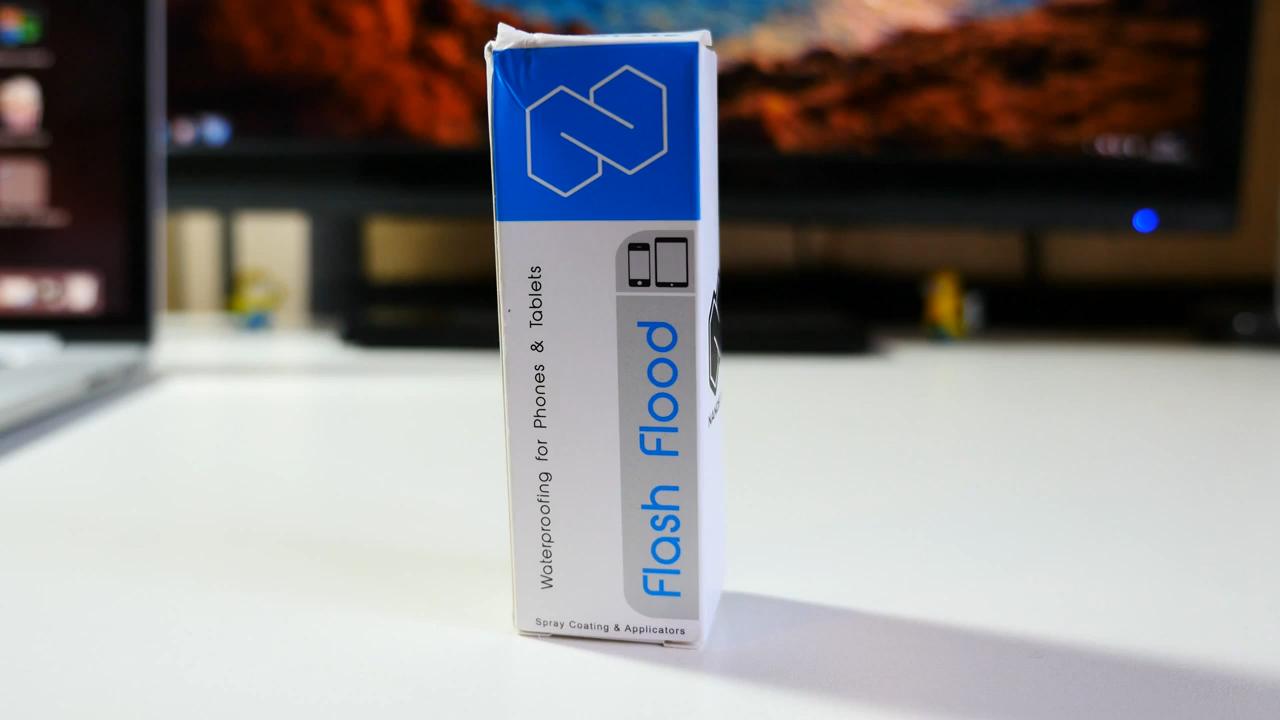 Waterproofing for Phones & Tablets
Flash Flood
Spray Coating & Applicators